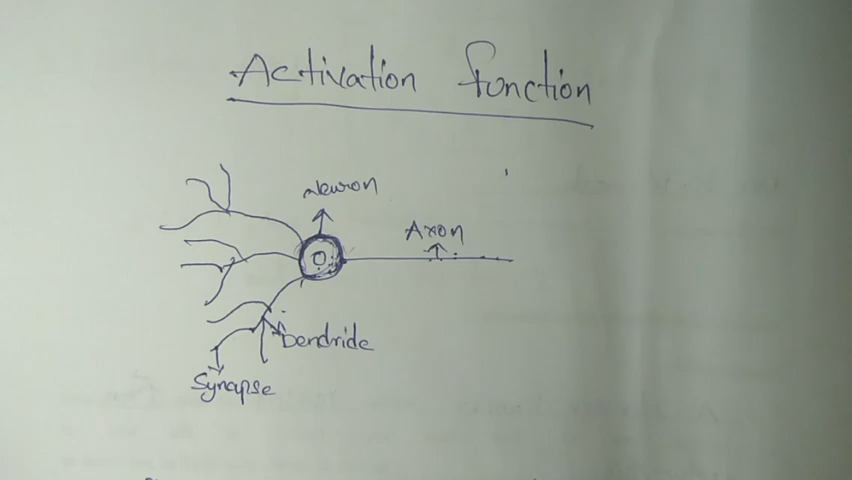 Activation function
Neuron
Axon
Dendride
Synapse